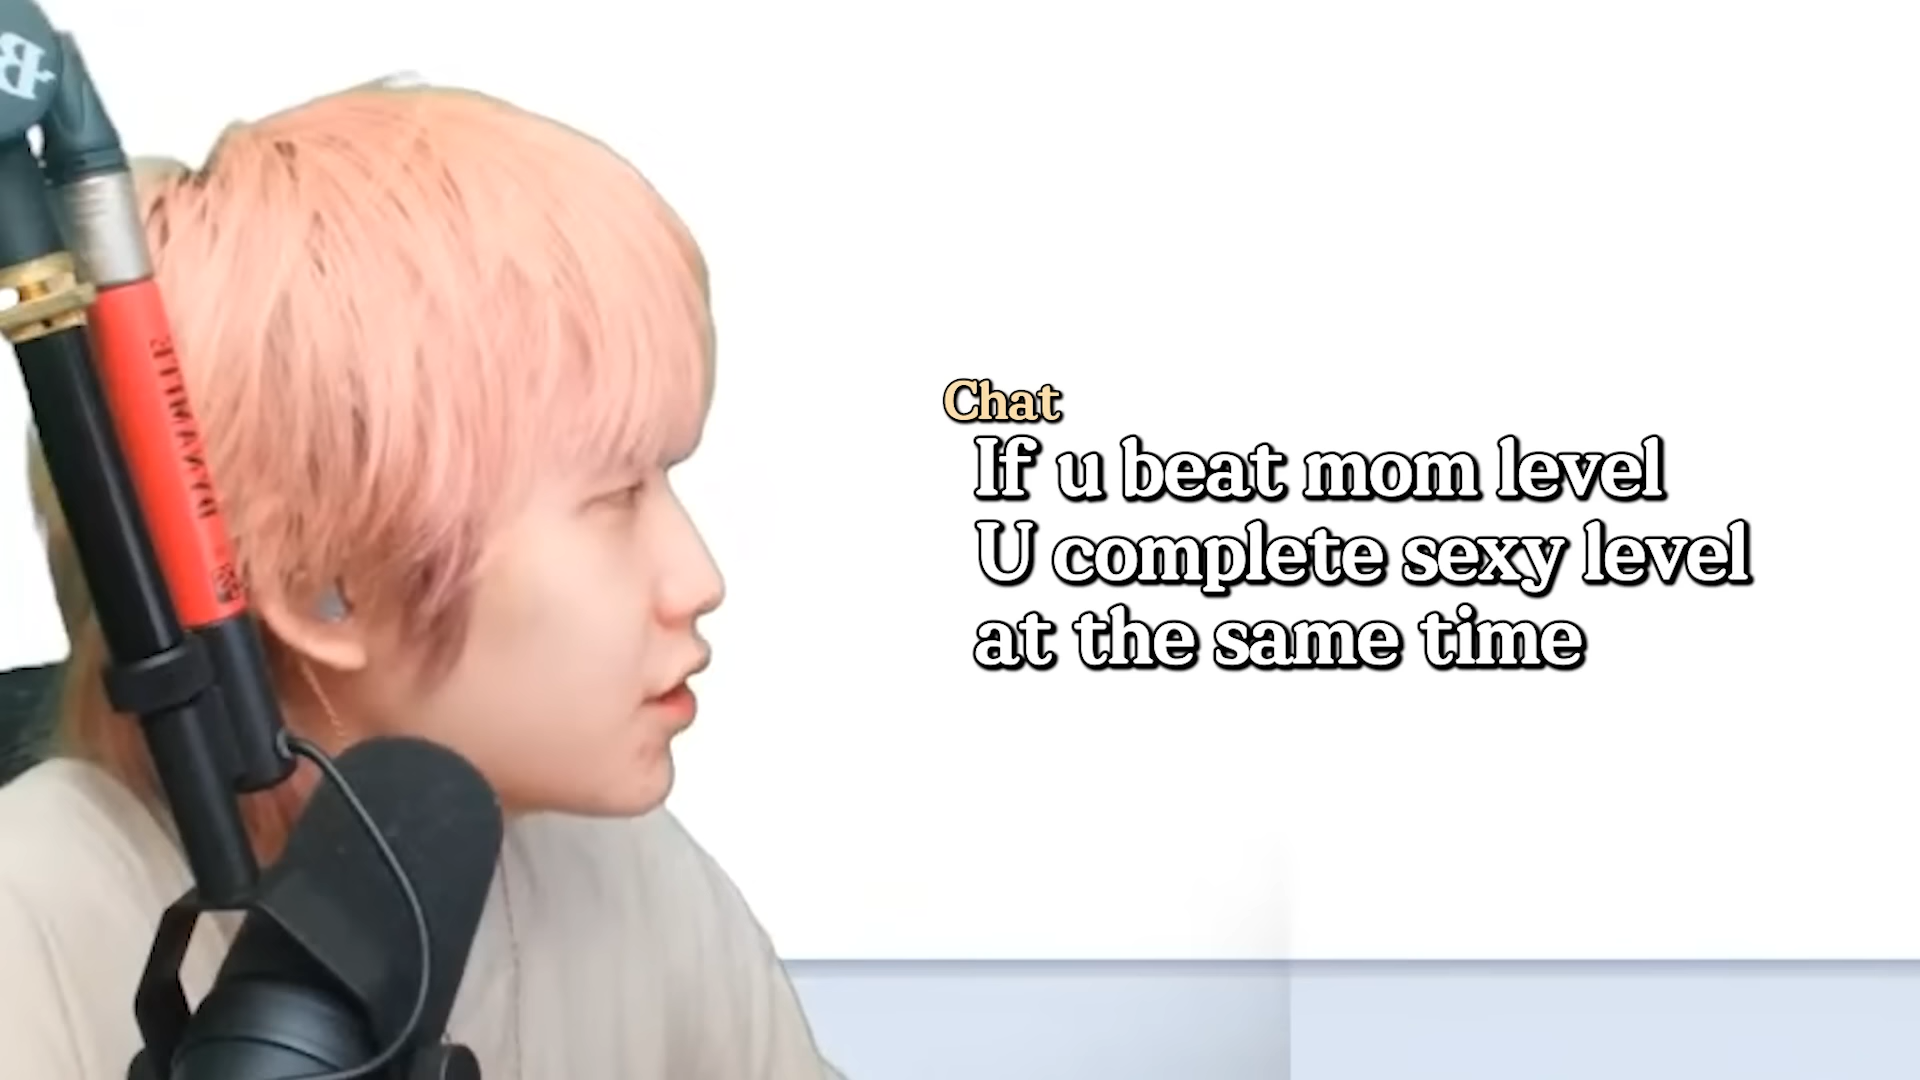 Chat
If u beat mom level
U complete sexy level
at the same time